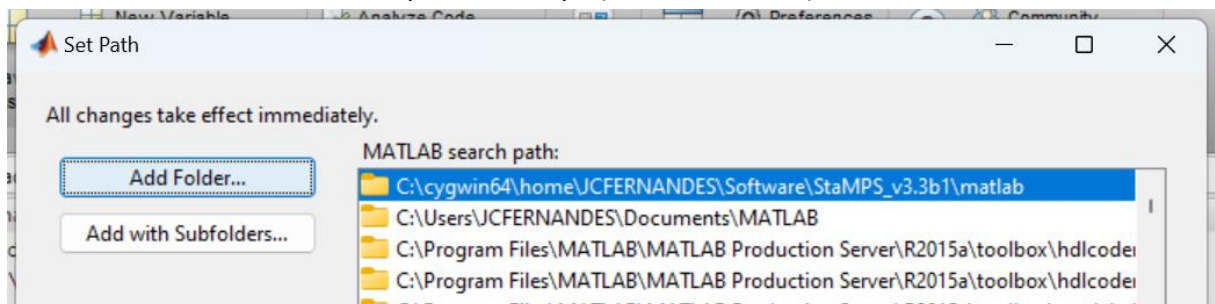 New Variable Analyze Code Preferences Community
Set Path
All changes take effect immediately.
MATLAB search path:
Add Folder...
C:\cygwin64\home\JCFERNANDES\Software\StaMPS_v3.3b1\matlab
C:\Users\JCFERNANDES\Documents\MATLAB
Add with Subfolders...
C:\Program Files\MATLAB\MATLAB Production Server\R2015a\toolbox\hdlcoder
C:\Program Files\MATLAB\MATLAB Production Server\R2015a\toolbox\hdlcoder